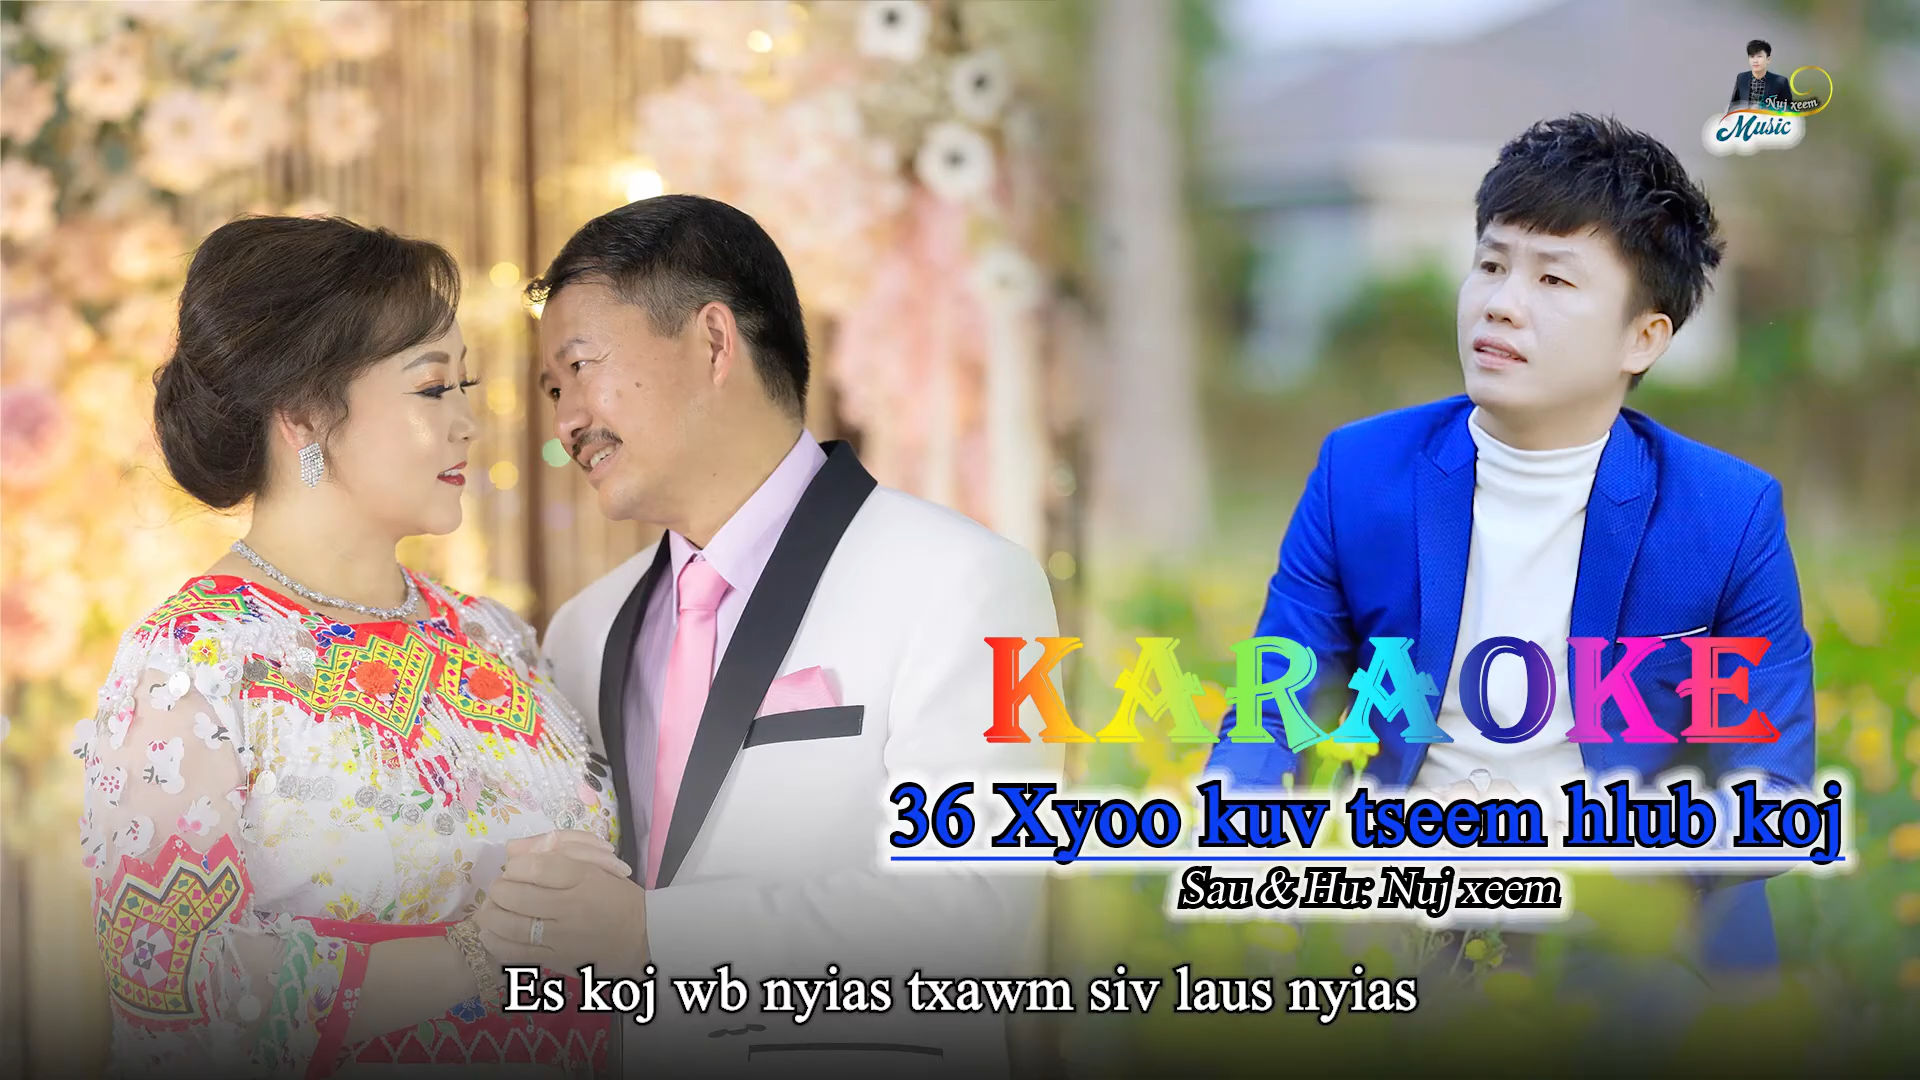 Nuj xeem
Music
KARAOKE
36 Xyoo kuv tseem hlub koj
Sau & Hu: Nuj xeem
Es koj wb nyias txawm siv laus nyias